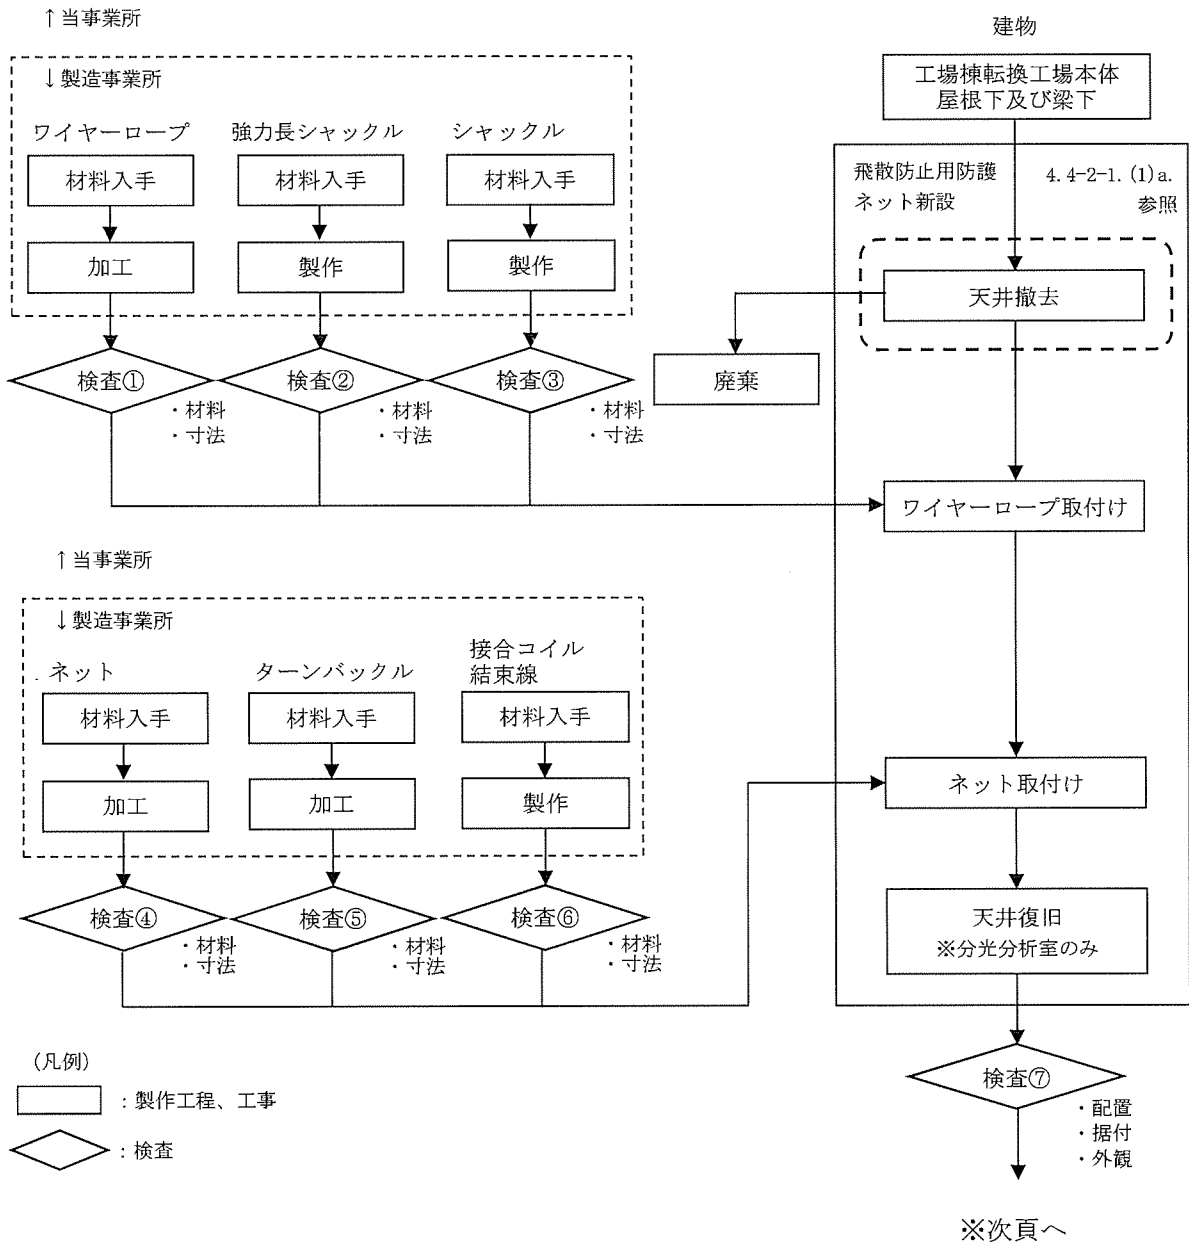 ↑当事業所
↓製造事業所
ワイヤーロープ
材料入手
加工
検査①
・材料
・寸法
強力長シャックル
材料入手
製作
検査②
・材料
・寸法
シャックル
材料入手
製作
検査③
・材料
・寸法
建物
工場棟転換工場本体
屋根下及び梁下
飛散防止用防護
ネット新設
4.4-2-1.(1)a.
参照
天井撤去
廃棄
ワイヤーロープ取付け
↑当事業所
↓製造事業所
ネット
材料入手
加工
検査④
・材料
・寸法
ターンバックル
材料入手
加工
検査⑤
・材料
・寸法
接合コイル
結束線
材料入手
製作
検査⑥
・材料
・寸法
ネット取付け
天井復旧
※分光分析室のみ
検査⑦
・配置
・据付
・外観
※次頁へ
(凡例)
：製作工程、工事
：検査